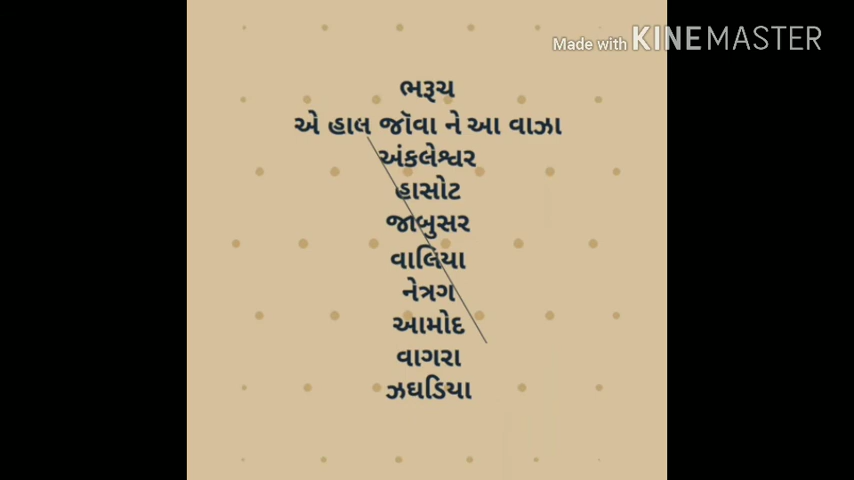 Made with KINEMASTER
ભરૂચ
એ હાલ જૉવા ને આ વાઝા
અંકલેશ્વર
હાસોટ
જાબુસર
વાલિયા
નેત્રગ
આમોદ
વાગરા
ઝઘડિયા